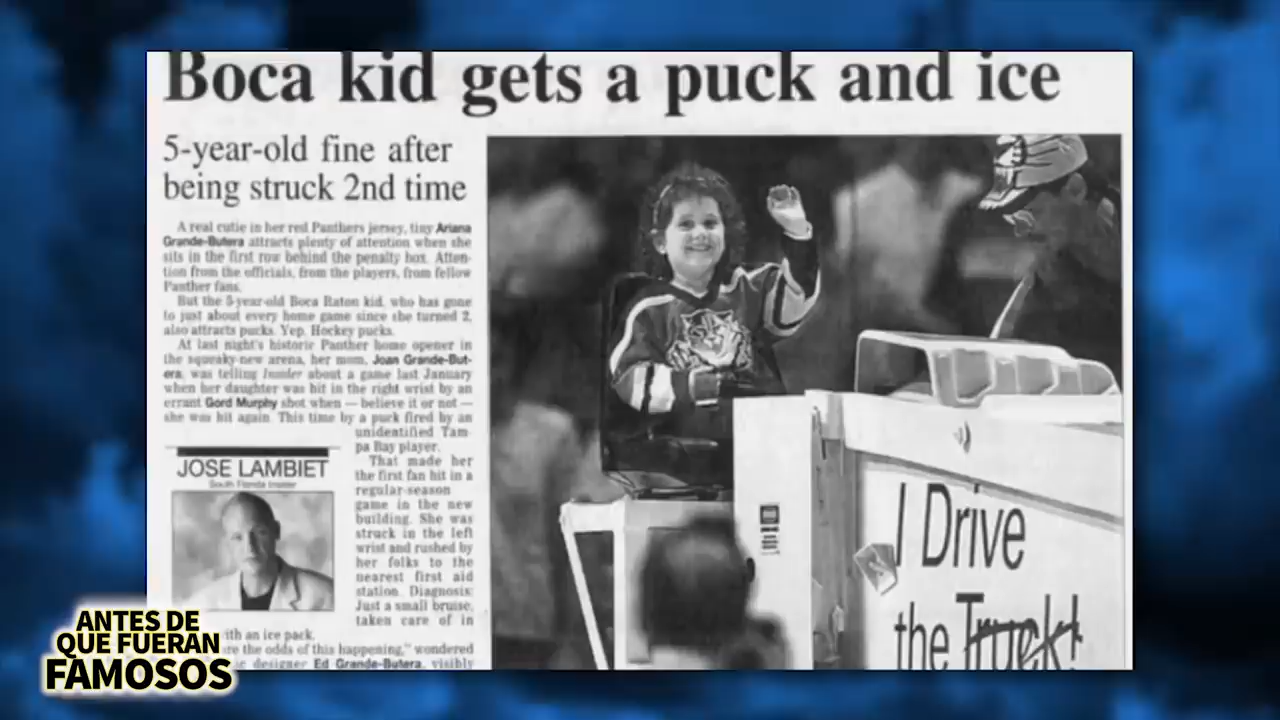 Boca kid gets a puck and ice
5-year-old fine after
being struck 2nd time
A real cutie in her red Panthers jersey, tiny Ariana
Grande-Butera attracts plenty of attention when she
sits in the first row behind the penalty box. Atten-
tion from the officials, from the players, from fellow
Panther fans.
But the 5-year-old Boca Raton kid, who has gone
to just about every home game since she turned 2,
also attracts pucks. Yep. Hockey pucks.
At last night's historic Panther home opener in
the squeaky-new arena, her mom, Joan Grande-But-
era, was telling Insider about a game last January
when her daughter was hit in the right wrist by an
errant Gord Murphy shot when — believe it or not —
she was hit again. This time by a puck fired by an
unidentified Tam-
pa Bay player.
That made her
the first fan hit in a
regular-season
game in the new
building. She was
struck in the left
wrist and rushed by
her folks to the
nearest first aid
station. Diagnosis:
Just a small bruise,
taken care of in
JOSE LAMBIET
South Florida Insider
ith an ice pack.
re the odds of this happening," wondered
designer Ed Grande-Butera, visibly
I Drive
the Truck!
ANTES DE
QUE FUERAN
FAMOSOS